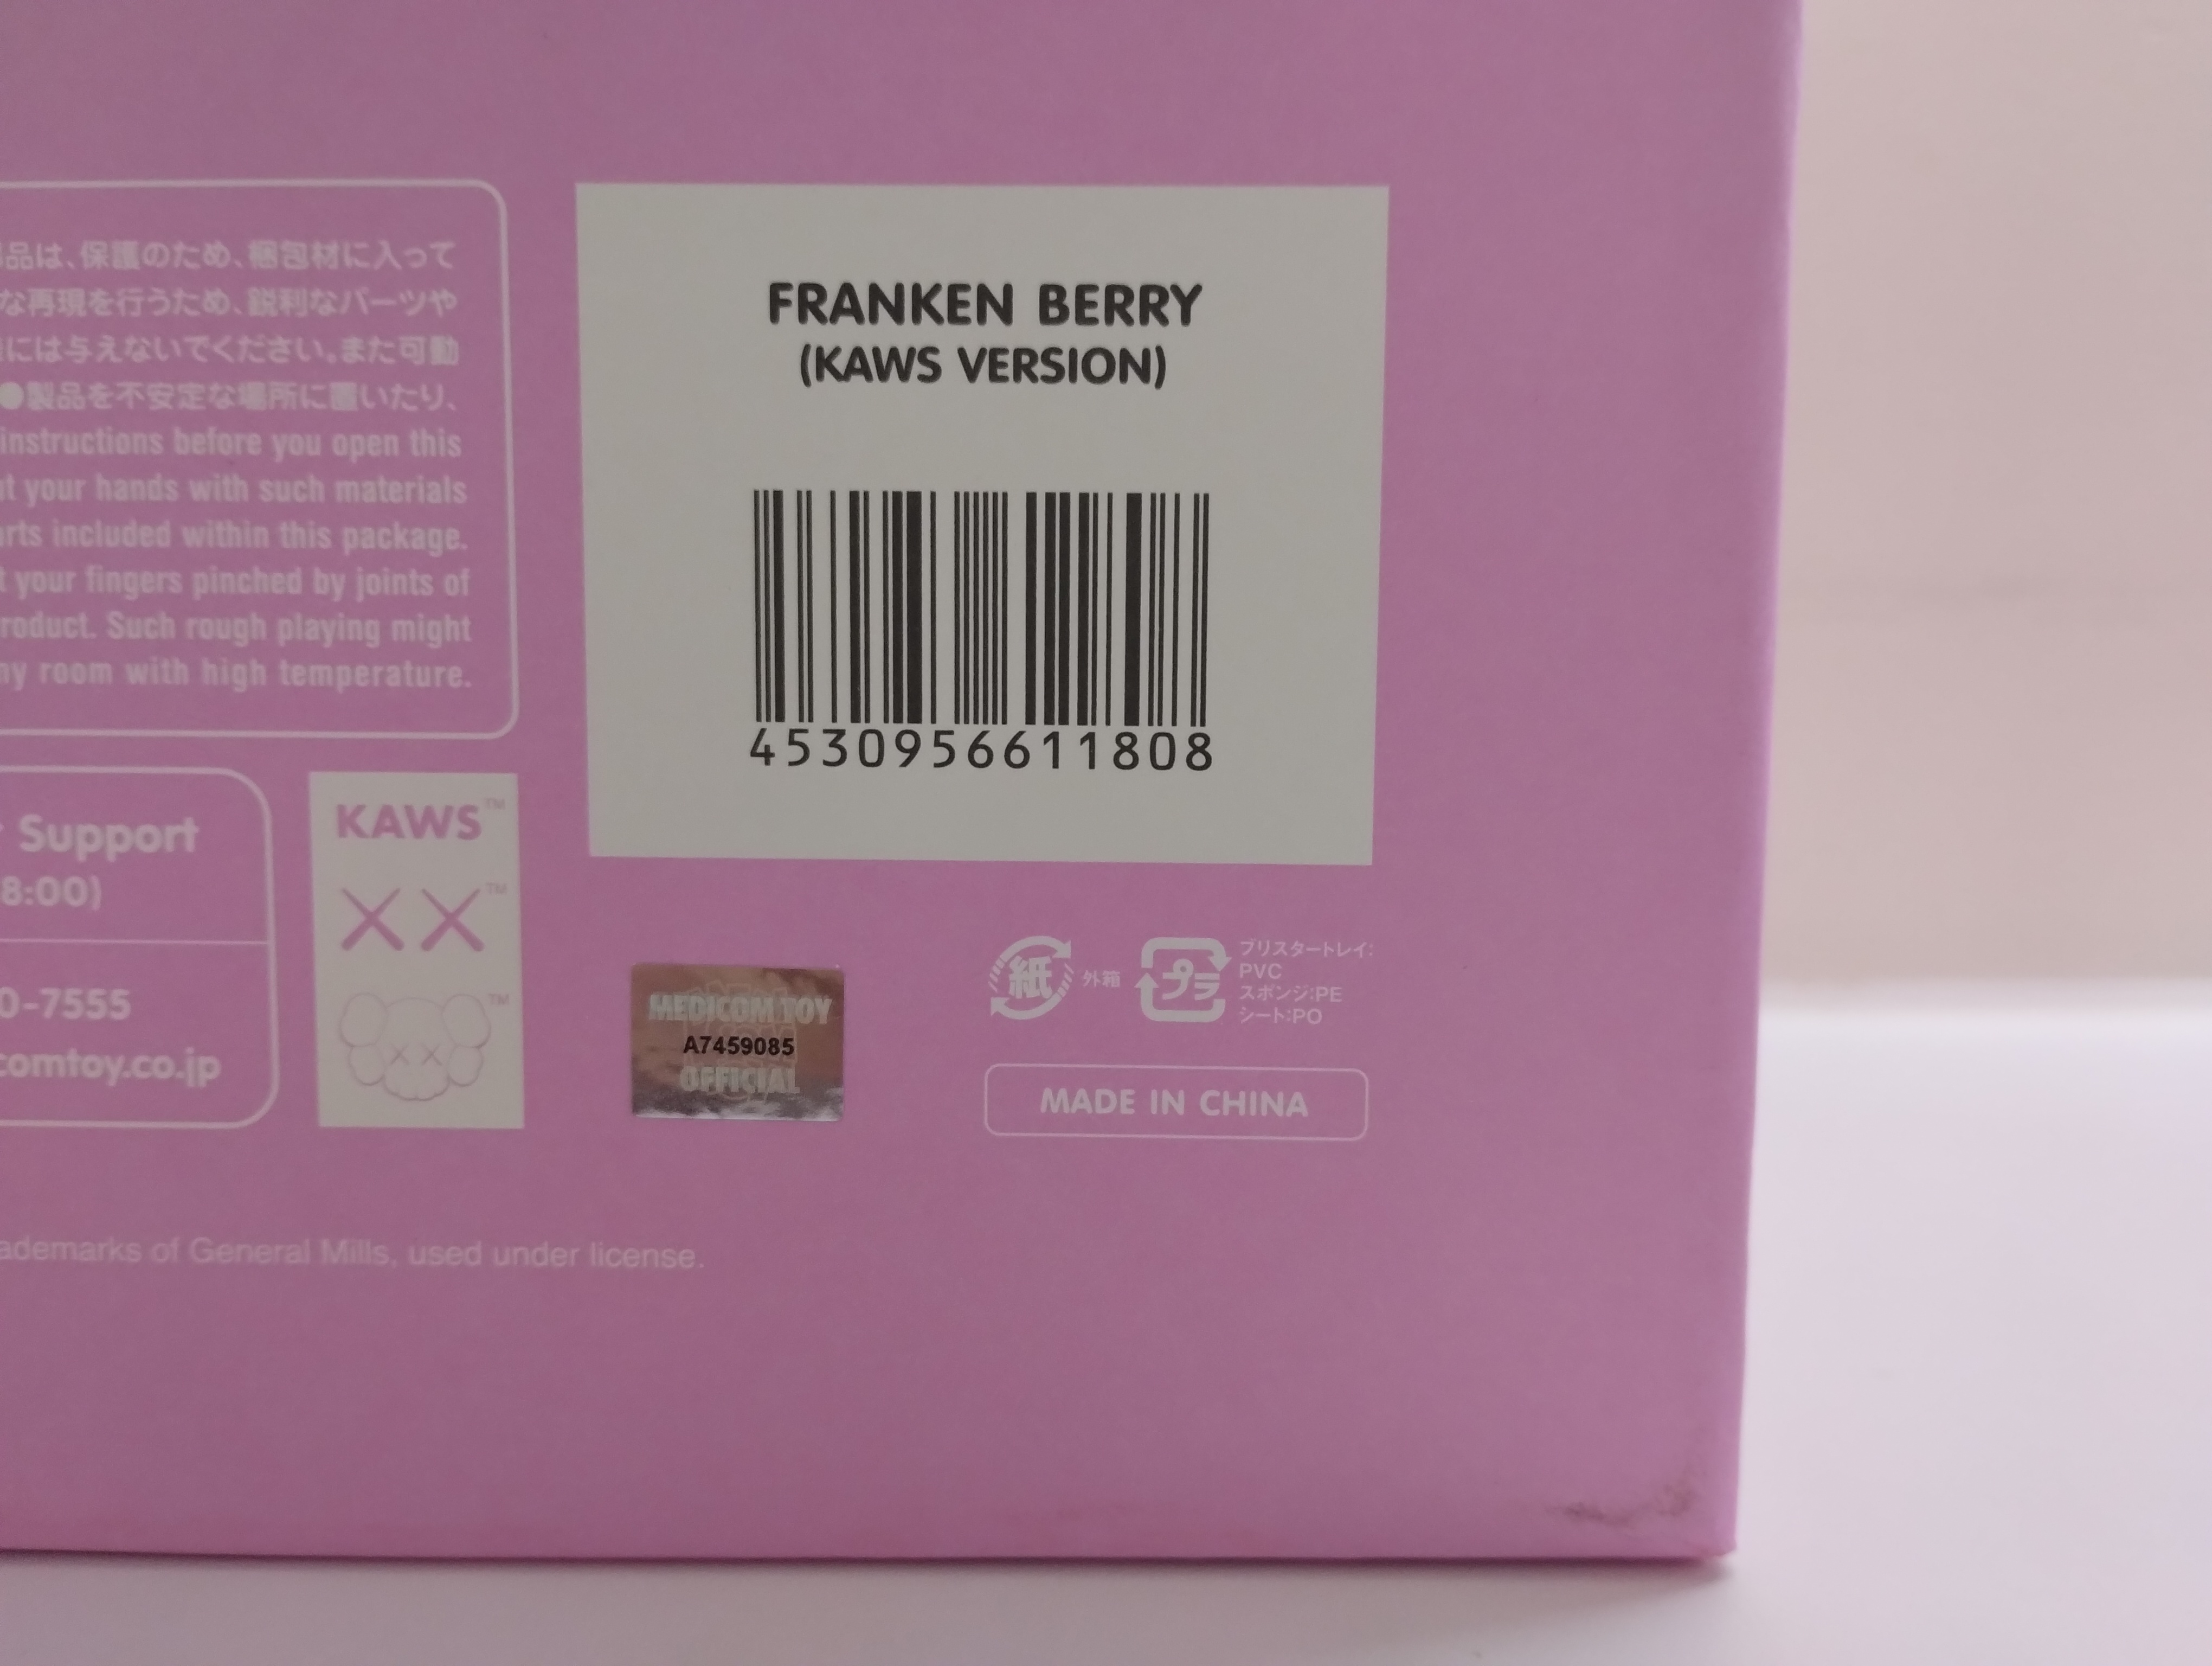 品は、保護のため、梱包材に入って
な再現を行うため、鋭利なパーツや
には与えないでください。また可動
●製品を不安定な場所に置いたり、
instructions before you open this
your hands with such materials
included within this package.
your fingers pinched by joints of
Such rough playing might
room with high temperature.
FRANKEN BERRY
(KAWS VERSION)
4530956611808
Support
8:00)
0-7555
comtoy.co.jp
KAWS™
XX™
™
MEDICOM TOY
A7459085
OFFICIAL
紙 外箱
プラ
ブリスタートレイ:
PVC
スポンジ:PE
シート:PO
MADE IN CHINA
of General Mills, used under license.